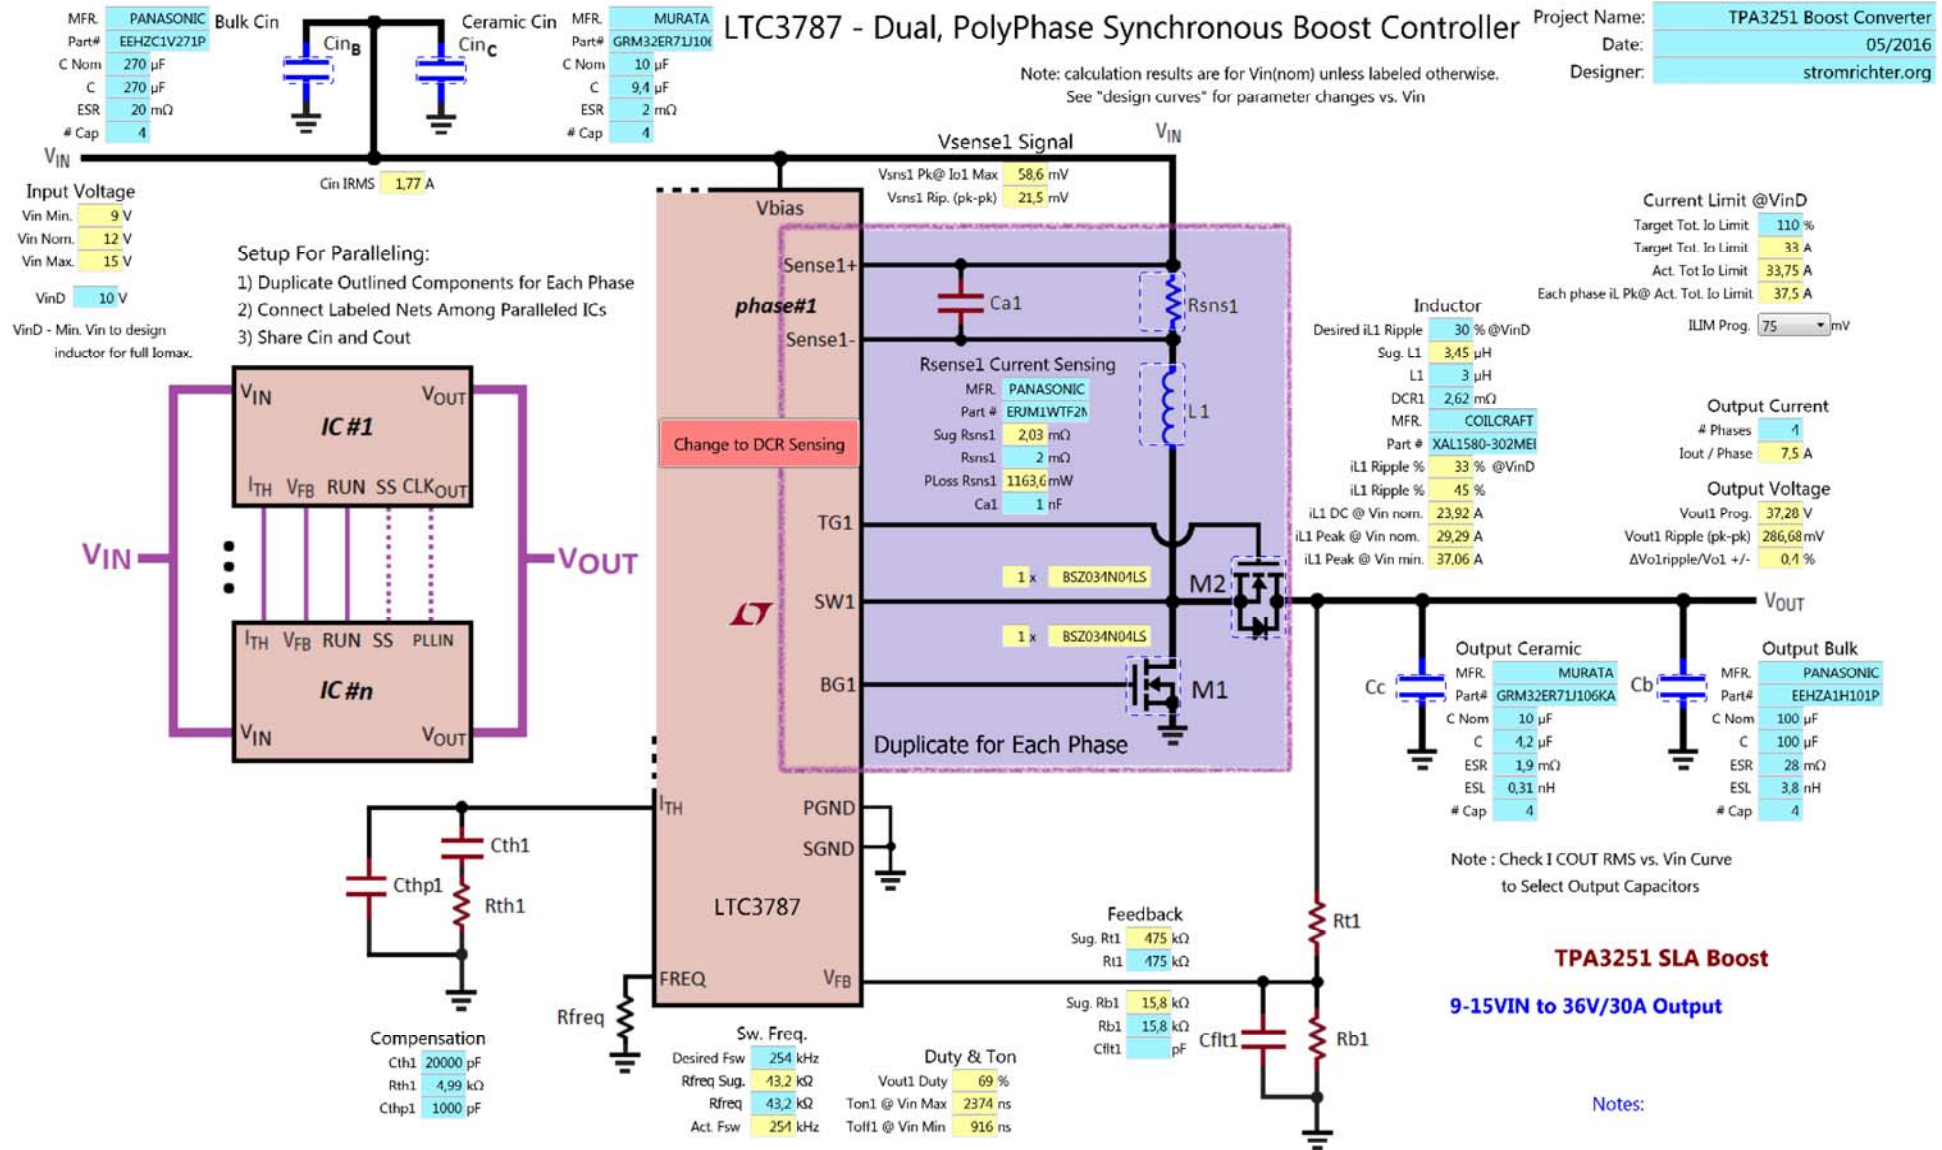 LTC3787 - Dual, PolyPhase Synchronous Boost Controller
Note: calculation results are for Vin(nom) unless labeled otherwise.
See "design curves" for parameter changes vs. Vin
Project Name: TPA3251 Boost Converter
Date: 05/2016
Designer: stromrichter.org
Bulk Cin
MFR. PANASONIC
Part# EEHZC1V271P
C Nom 270 µF
C 270 µF
ESR 20 mΩ
# Cap 4
CinB
CinC
Ceramic Cin
MFR. MURATA
Part# GRM32ER71J106
C Nom 10 µF
C 9,4 µF
ESR 2 mΩ
# Cap 4
VIN
Cin IRMS 1,77 A
Input Voltage
Vin Min. 9 V
Vin Nom. 12 V
Vin Max. 15 V
VinD 10 V
VinD - Min. Vin to design
inductor for full Iomax.
Setup For Paralleling:
1) Duplicate Outlined Components for Each Phase
2) Connect Labeled Nets Among Paralleled ICs
3) Share Cin and Cout
VIN VOUT
IC #1
ITH VFB RUN SS CLKOUT
VIN
VOUT
ITH VFB RUN SS PLLIN
IC #n
VIN VOUT
Vsense1 Signal
Vsns1 Pk@ Io1 Max 58,6 mV
Vsns1 Rip. (pk-pk) 21,5 mV
VIN
Vbias
Sense1+
phase#1
Sense1-
Ca1
Rsns1
Rsense1 Current Sensing
MFR. PANASONIC
Part # ERJM1WTF2M
Sug Rsns1 2,03 mΩ
Rsns1 2 mΩ
PLoss Rsns1 1163,6 mW
Ca1 1 nF
L1
Change to DCR Sensing
TG1
1 x BSZ034N04LS
M2
SW1
1 x BSZ034N04LS
BG1
M1
Duplicate for Each Phase
PGND
SGND
LTC3787
ITH
FREQ
VFB
Current Limit @VinD
Target Tot. Io Limit 110 %
Target Tot. Io Limit 33 A
Act. Tot Io Limit 33,75 A
Each phase iL Pk@ Act. Tot. Io Limit 37,5 A
ILIM Prog. 75 mV
Inductor
Desired iL1 Ripple 30 % @VinD
Sug. L1 3,45 µH
L1 3 µH
DCR1 2,62 mΩ
MFR. COILCRAFT
Part # XAL1580-302MEI
iL1 Ripple % 33 % @VinD
iL1 Ripple % 45 %
iL1 DC @ Vin nom. 23,92 A
iL1 Peak @ Vin nom. 29,29 A
iL1 Peak @ Vin min. 37,06 A
Output Current
# Phases 4
Iout / Phase 7,5 A
Output Voltage
Vout1 Prog. 37,28 V
Vout1 Ripple (pk-pk) 286,68 mV
ΔVo1ripple/Vo1 +/- 0,4 %
VOUT
Output Ceramic
Cc
MFR. MURATA
Part# GRM32ER71J106KA
C Nom 10 µF
C 4,2 µF
ESR 1,9 mΩ
ESL 0,31 nH
# Cap 4
Output Bulk
Cb
MFR. PANASONIC
Part# EEHZA1H101P
C Nom 100 µF
C 100 µF
ESR 28 mΩ
ESL 3,8 nH
# Cap 4
Note : Check I COUT RMS vs. Vin Curve
to Select Output Capacitors
Cth1
Cthp1
Rth1
Compensation
Cth1 20000 pF
Rth1 4,99 kΩ
Cthp1 1000 pF
Rfreq
Sw. Freq.
Desired Fsw 254 kHz
Rfreq Sug. 43,2 kΩ
Rfreq 43,2 kΩ
Act. Fsw 254 kHz
Duty & Ton
Vout1 Duty 69 %
Ton1 @ Vin Max 2374 ns
Toff1 @ Vin Min 916 ns
Feedback
Sug. Rt1 475 kΩ
Rt1 475 kΩ
Sug. Rb1 15,8 kΩ
Rb1 15,8 kΩ
Cflt1 pF
Rt1
Cflt1
Rb1
TPA3251 SLA Boost
9-15VIN to 36V/30A Output
Notes: